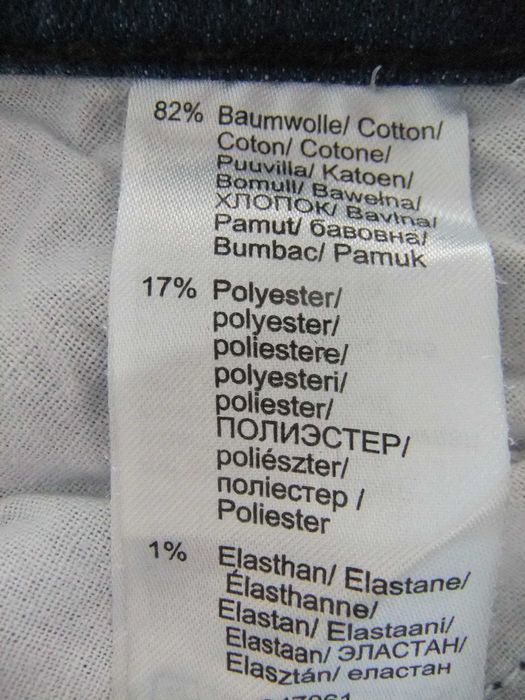 82% Baumwolle/ Cotton/
Coton/ Cotone/
Puuvilla/ Katoen/
Bomull/ Bawełna/
ХЛОПОК/ Bavlna/
Pamut/ бавовна/
Bumbac/ Pamuk
17% Polyester/
polyester/
poliestere/
polyesteri/
poliester/
ПОЛИЭСТЕР/
poliészter/
поліестер /
Poliester
1% Elasthan/ Elastane/
Élasthanne/
Elastan/ Elastaani/
Elastaan/ ЭЛАСТАН/
Elasztán/ еластан